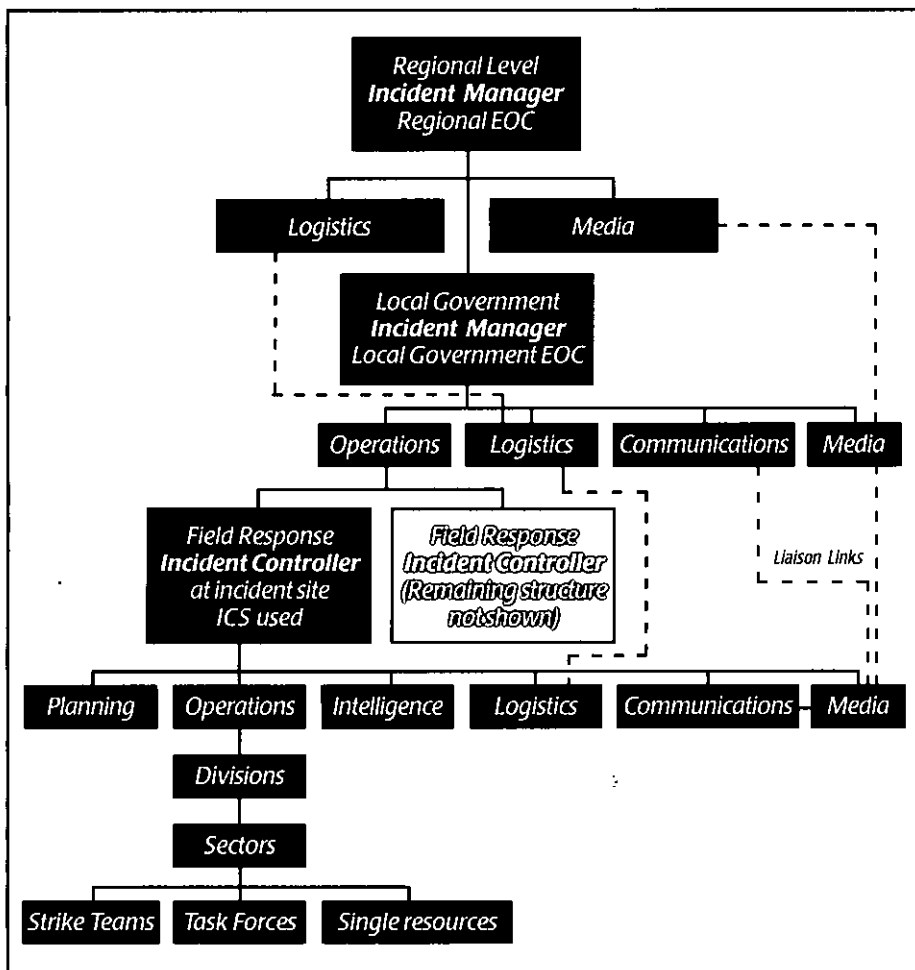 Regional Level
Incident Manager
Regional EOC
Logistics
Media
Local Government
Incident Manager
Local Government EOC
Operations
Logistics
Communications
Media
Field Response
Incident Controller
at incident site
ICS used
Field Response
Incident Controller
(Remaining structure
not shown)
Liaison Links
Planning
Operations
Intelligence
Logistics
Communications
Media
Divisions
Sectors
Strike Teams
Task Forces
Single resources